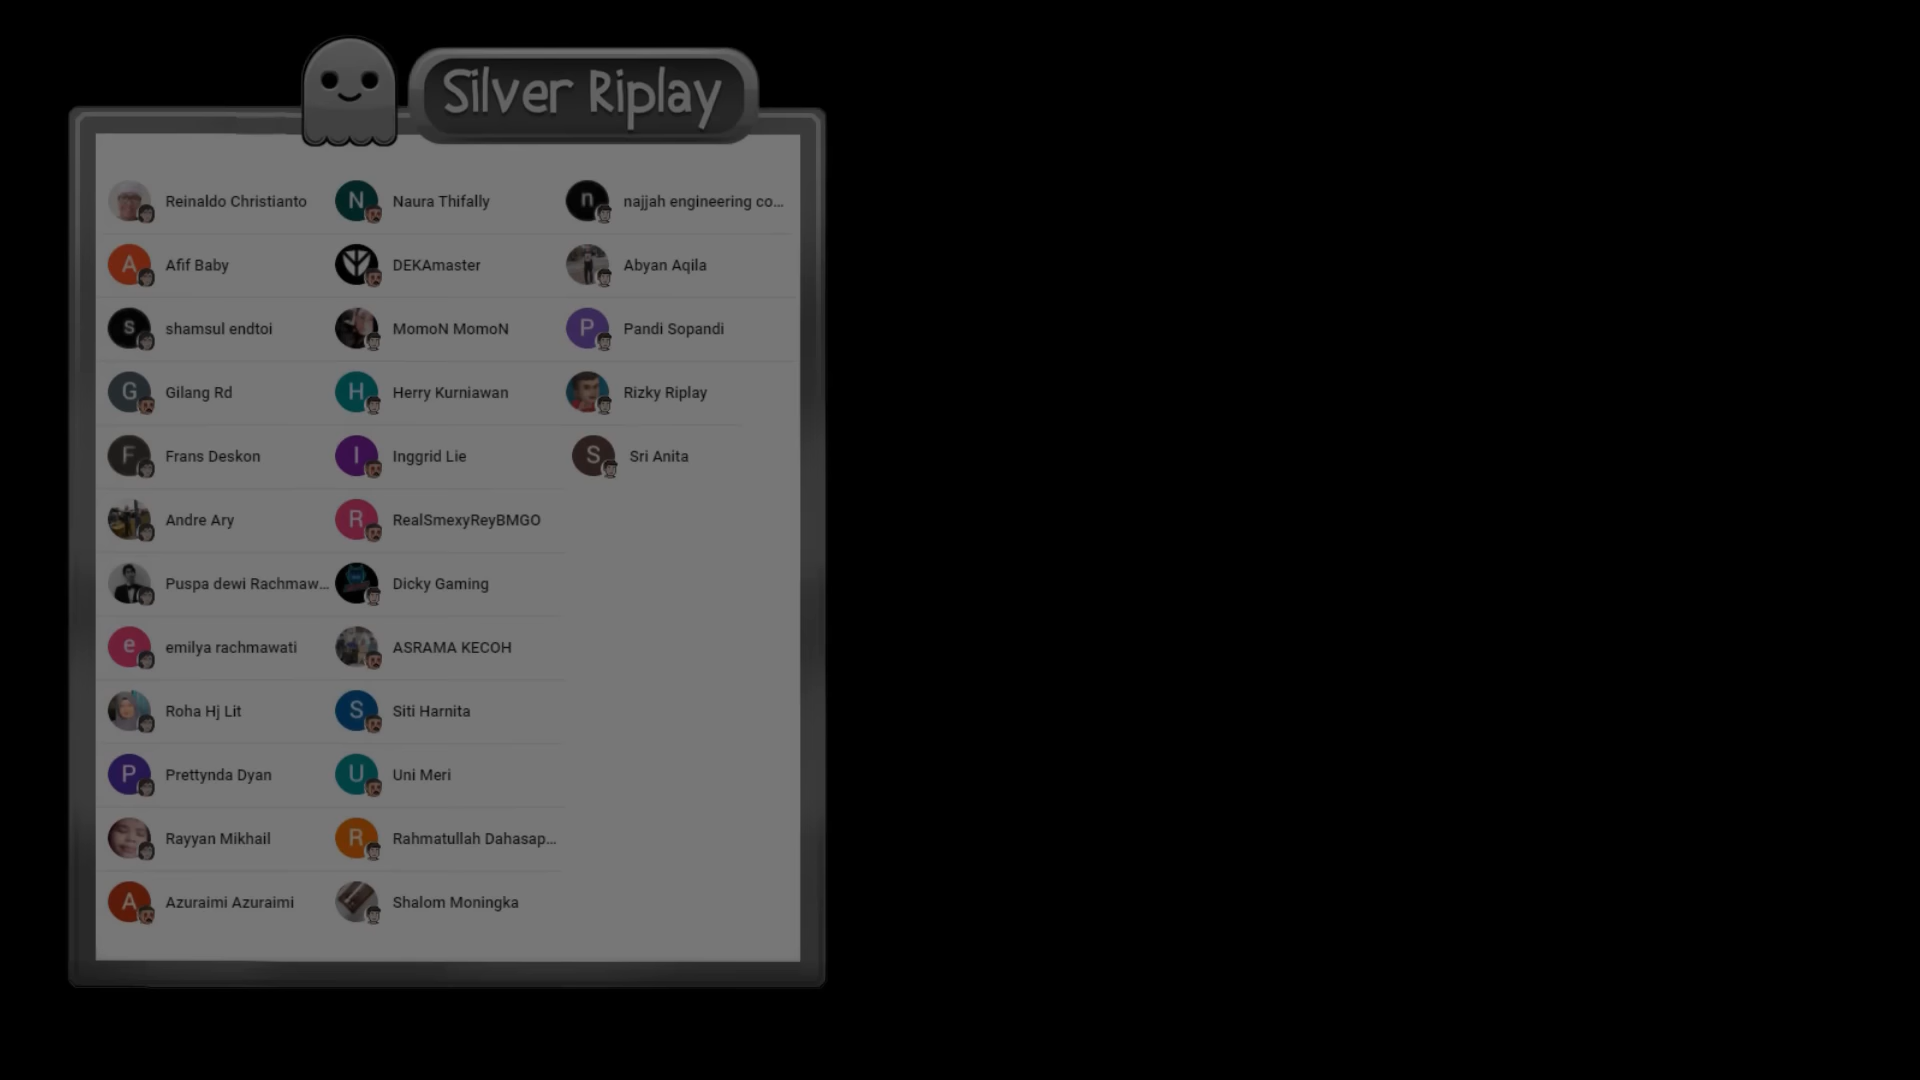 Silver Riplay
Reinaldo Christianto
Afif Baby
shamsul endtoi
Gilang Rd
Frans Deskon
Andre Ary
Puspa dewi Rachmaw...
emilya rachmawati
Roha Hj Lit
Prettynda Dyan
Rayyan Mikhail
Azuraimi Azuraimi
Naura Thifally
DEKAmaster
MomoN MomoN
Herry Kurniawan
Inggrid Lie
RealSmexyReyBMGO
Dicky Gaming
ASRAMA KECOH
Siti Harnita
Uni Meri
Rahmatullah Dahasap...
Shalom Moningka
najjah engineering co...
Abyan Aqila
Pandi Sopandi
Rizky Riplay
Sri Anita
A
s
G
F
e
P
A
N
H
I
R
S
U
R
n
P
S